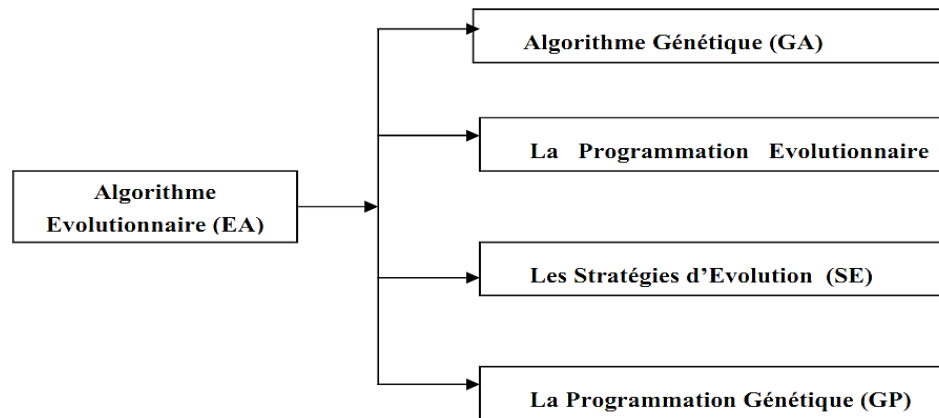 Algorithme Génétique (GA)
La Programmation Evolutionnaire
Algorithme
Evolutionnaire (EA)
Les Stratégies d’Evolution (SE)
La Programmation Génétique (GP)